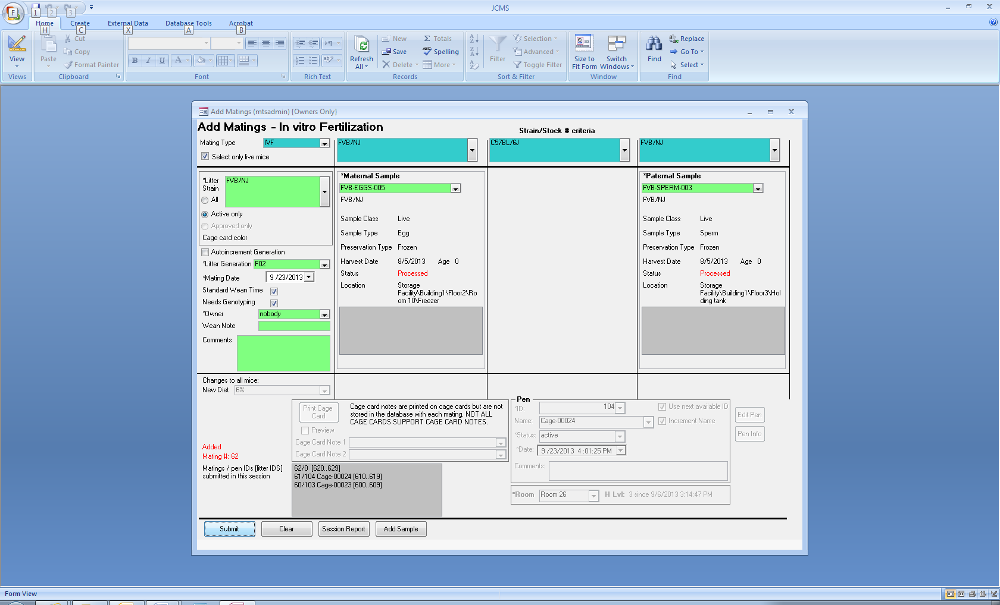 JCMS
F
1
2
3
Home
Create
External Data
Database Tools
Acrobat
H
C
X
A
B
View
Paste
Cut
Copy
Format Painter
B I U A
Refresh All
New
Save
Delete
Totals
Spelling
More
Filter
Selection
Advanced
Toggle Filter
Size to Fit Form
Switch Windows
Find
Replace
Go To
Select
Views
Clipboard
Font
Rich Text
Records
Sort & Filter
Window
Find
Add Matings (mtsadmin) {Owners Only}
Add Matings - In vitro Fertilization
Strain/Stock # criteria
Mating Type
IVF
FVB/NJ
C57BL/6J
FVB/NJ
Select only live mice
*Litter Strain
FVB/NJ
All
Active only
Approved only
Cage card color
Autoincrement Generation
*Litter Generation
F02
*Mating Date
9 /23/2013
Standard Wean Time
Needs Genotyping
*Owner
nobody
Wean Note
Comments
*Maternal Sample
FVB-EGGS-005
FVB/NJ
Sample Class Live
Sample Type Egg
Preservation Type Frozen
Harvest Date 8/5/2013 Age 0
Status Processed
Location Storage
Facility\Building1\Floor2\Ro
om 10\Freezer
*Paternal Sample
FVB-SPERM-003
FVB/NJ
Sample Class Live
Sample Type Sperm
Preservation Type Frozen
Harvest Date 8/5/2013 Age 0
Status Processed
Location Storage
Facility\Building1\Floor3\Hol
ding tank
Changes to all mice:
New Diet
6%
Print Cage Card
Preview
Cage card notes are printed on cage cards but are not
stored in the database with each mating. NOT ALL
CAGE CARDS SUPPORT CAGE CARD NOTES.
Cage Card Note 1
Cage Card Note 2
Pen
*ID:
104
Use next available ID
Name:
Cage-00024
Increment Name
*Status:
active
*Date:
9 /23/2013 4 :01:25 PM
Comments:
Edit Pen
Pen Info
*Room
Room 26
H Lvl: 3 since 9/6/2013 3:14:47 PM
Added
Mating #: 62
Matings / pen IDs [litter IDS]
submitted in this session
62/0 [620..629]
61/104 Cage-00024 [610..619]
60/103 Cage-00023 [600..609]
Submit
Clear
Session Report
Add Sample
Form View